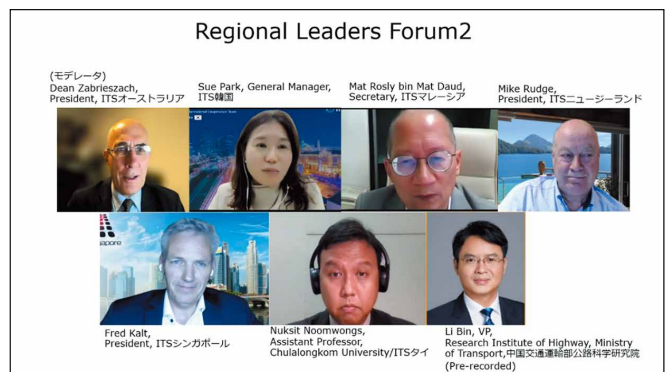 Regional Leaders Forum2
(モデレータ)
Dean Zabrieszach,
President, ITSオーストラリア
Sue Park, General Manager,
ITS韓国
Mat Rosly bin Mat Daud,
Secretary, ITSマレーシア
Mike Rudge,
President, ITSニュージーランド
apore
Fred Kalt,
President, ITSシンガポール
Nuksit Noomwongs,
Assistant Professor,
Chulalongkorn University/ITSタイ
Li Bin, VP,
Research Institute of Highway, Ministry
of Transport,中国交通運輸部公路科学研究院
(Pre-recorded)